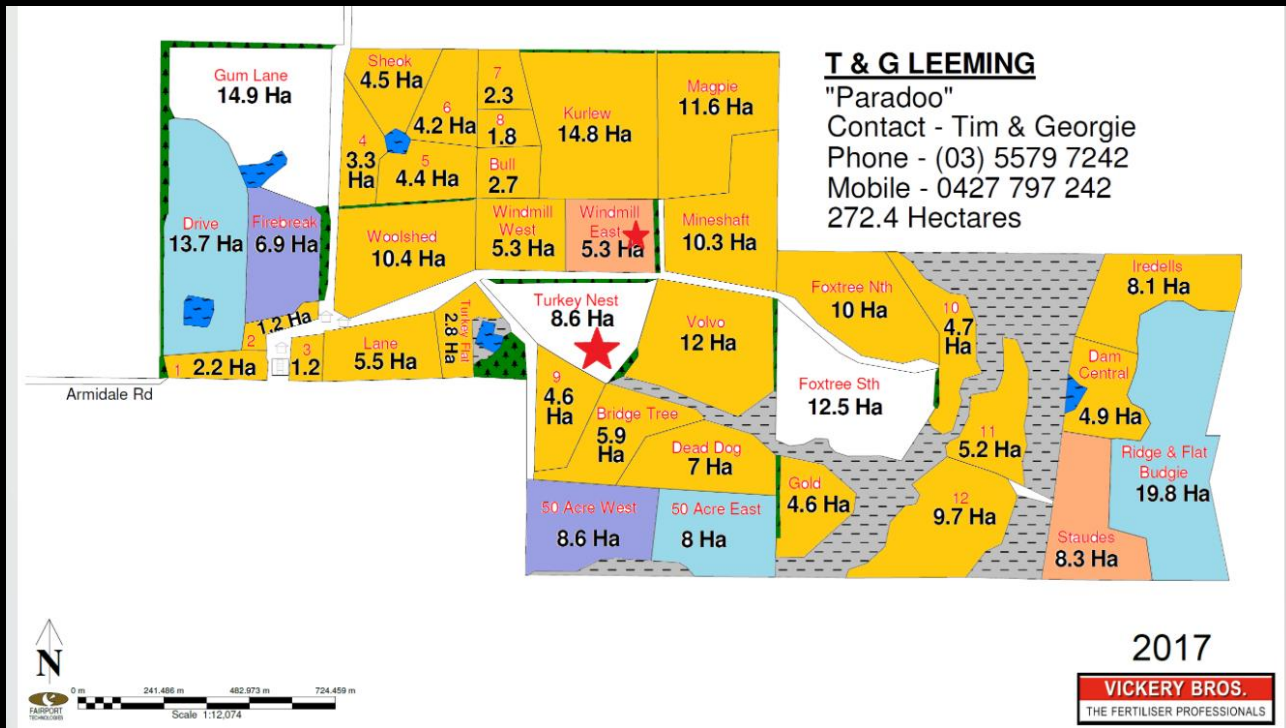 T & G LEEMING
"Paradoo"
Contact - Tim & Georgie
Phone - (03) 5579 7242
Mobile - 0427 797 242
272.4 Hectares
Gum Lane
14.9 Ha
Sheok
4.5 Ha
6
4.2 Ha
7
2.3
8
1.8
Kurlew
14.8 Ha
Magpie
11.6 Ha
4
3.3
Ha
5
4.4 Ha
Bull
2.7
Drive
13.7 Ha
Firebreak
6.9 Ha
Woolshed
10.4 Ha
Windmill
West
5.3 Ha
Windmill
East
5.3 Ha
Mineshaft
10.3 Ha
1
2.2 Ha
2
1.2 Ha
3
1.2
Lane
5.5 Ha
Turkey Flat
2.8 Ha
Turkey Nest
8.6 Ha
Volvo
12 Ha
Foxtree Nth
10 Ha
10
4.7
Ha
Iredells
8.1 Ha
Armidale Rd
9
4.6
Ha
Bridge Tree
5.9
Ha
Dead Dog
7 Ha
Foxtree Sth
12.5 Ha
Dam
Central
4.9 Ha
11
5.2 Ha
Ridge & Flat
Budgie
19.8 Ha
50 Acre West
8.6 Ha
50 Acre East
8 Ha
Gold
4.6 Ha
12
9.7 Ha
Staudes
8.3 Ha
N
FAIRPORT
TECHNOLOGIES
0 m 241.486 m 482.973 m 724.459 m
Scale 1:12,074
2017
VICKERY BROS.
THE FERTILISER PROFESSIONALS